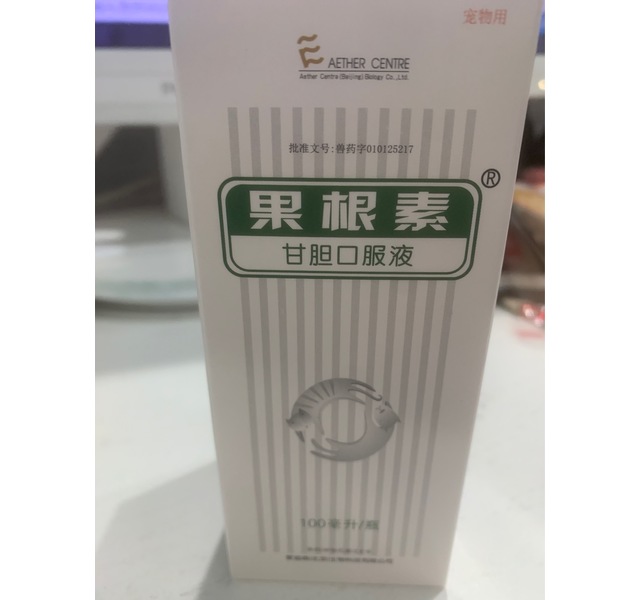 宠物用
AETHER CENTRE
Aether Centre(Beijing)Biology Co.,Ltd.
批准文号:兽药字010125217
果根素®
甘胆口服液
100毫升/瓶